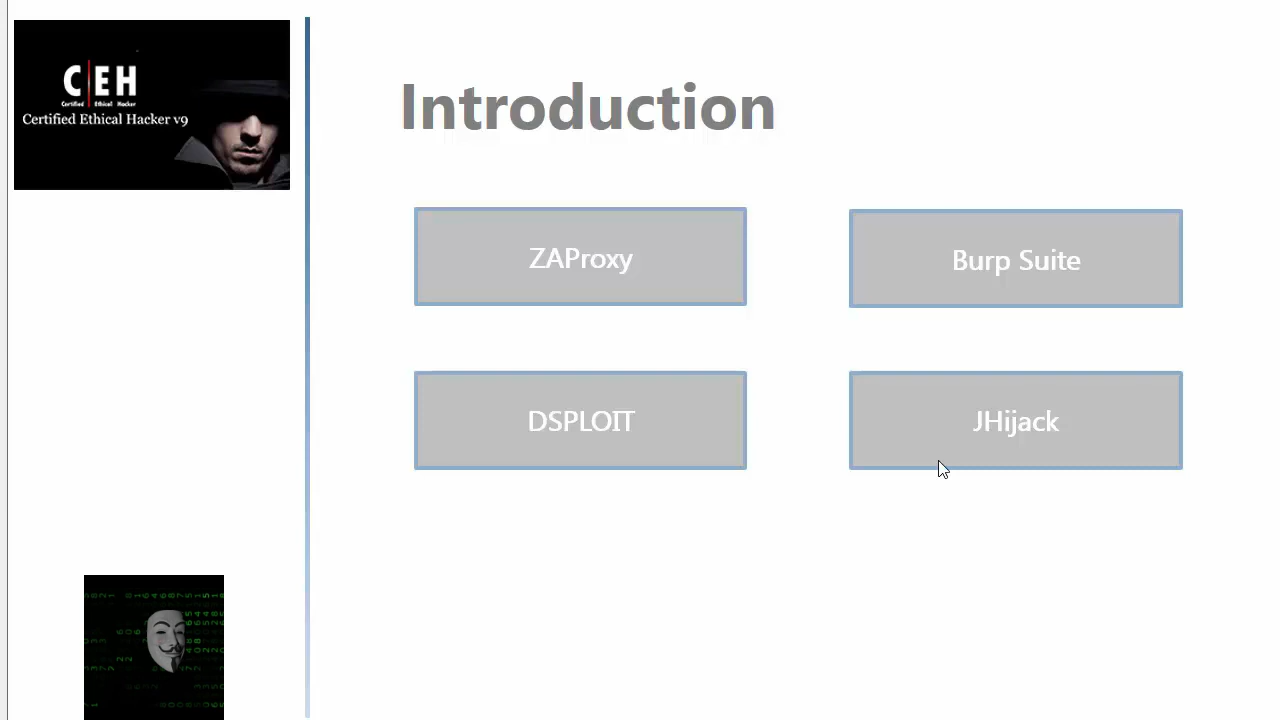 CEH
Certified Ethical Hacker
Certified Ethical Hacker v9
Introduction
ZAProxy
Burp Suite
DSPLOIT
JHijack